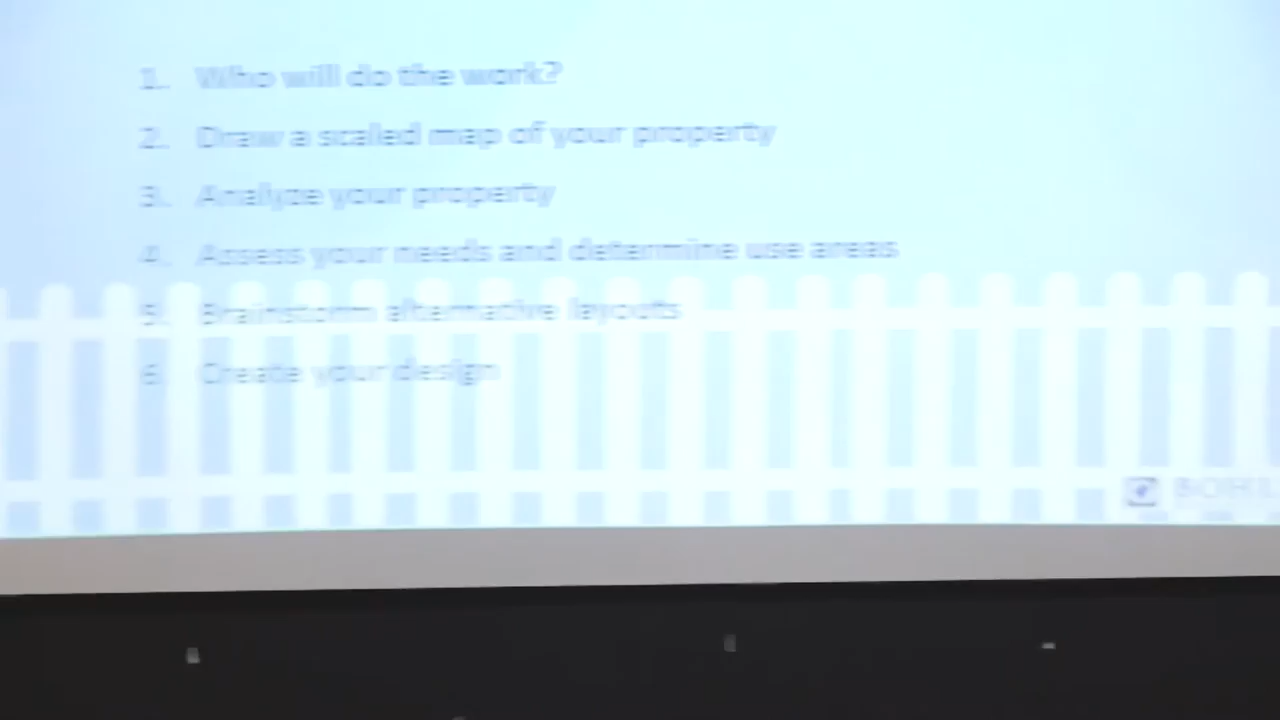 1. Who will do the work?
2. Draw a scaled map of your property
3. Analyze your property
4. Assess your needs and determine use areas
5. Brainstorm alternative layouts
6. Create your design